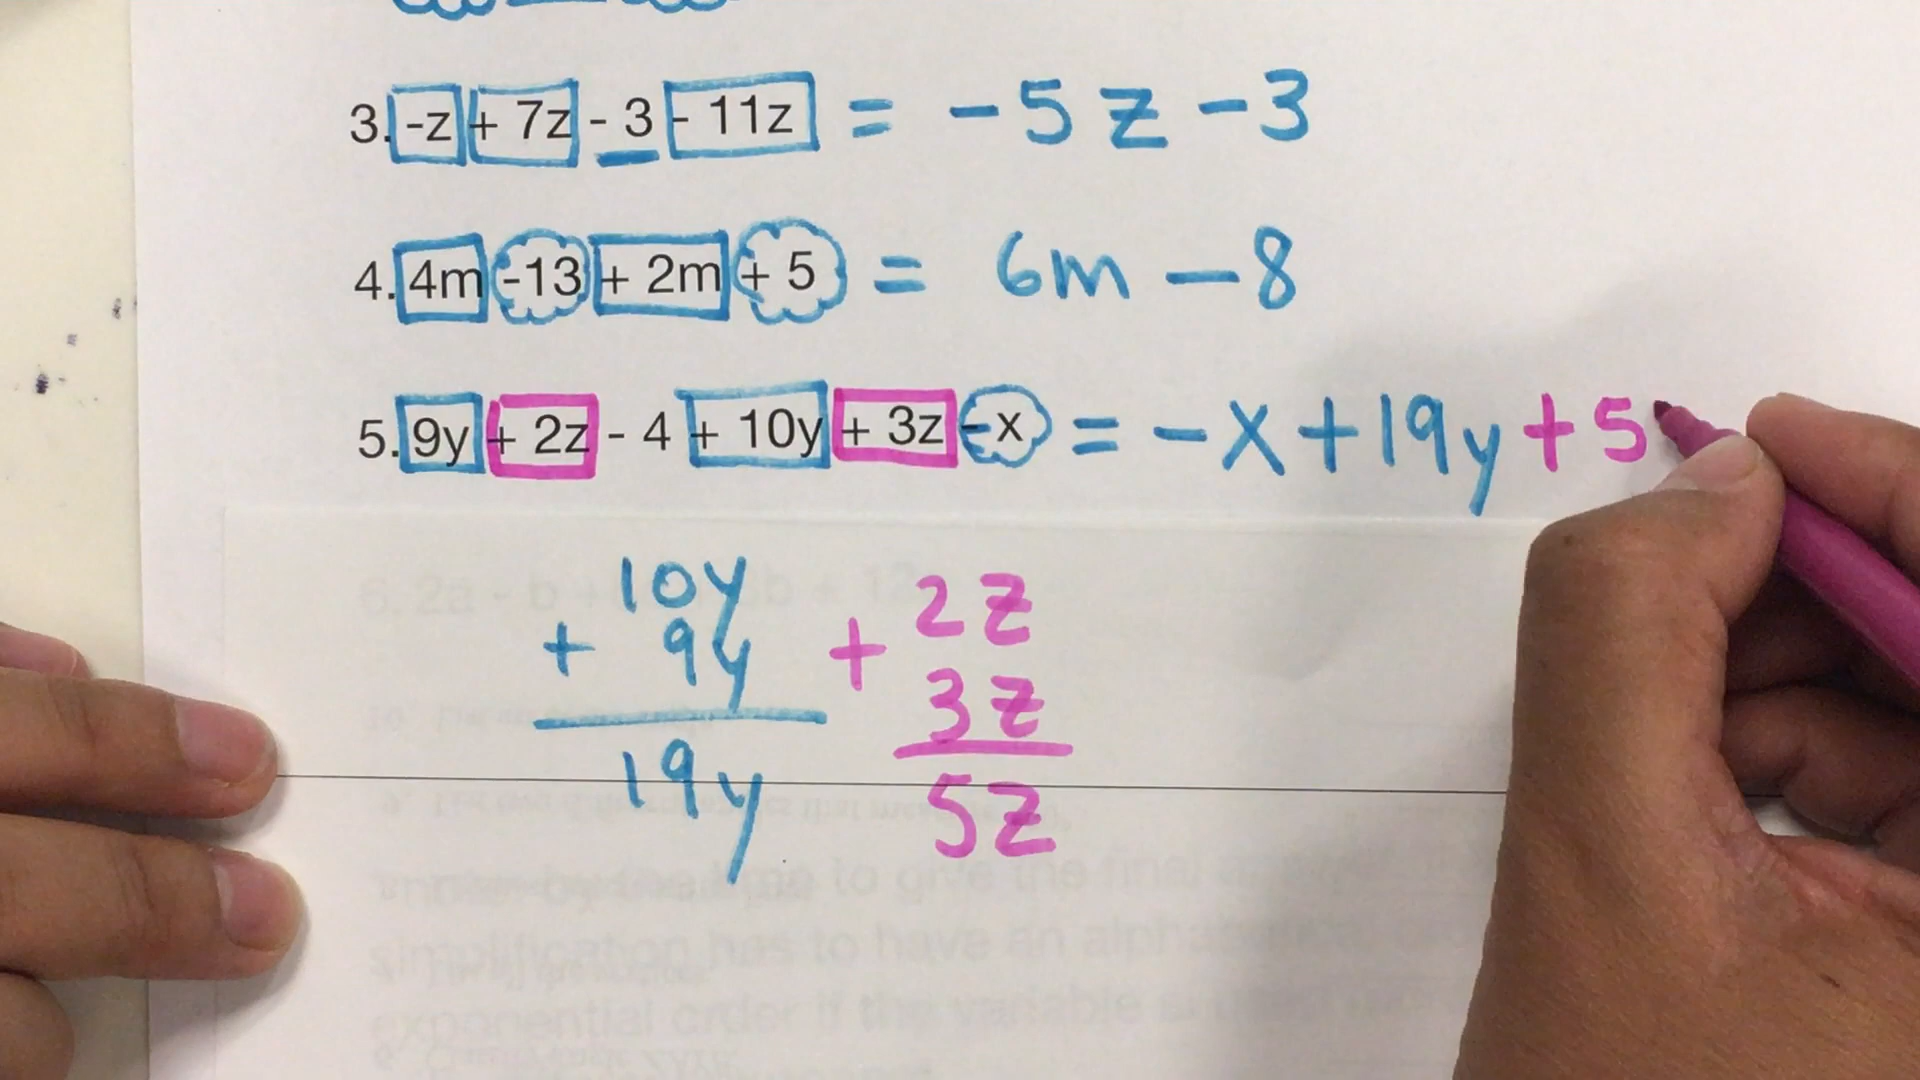 3. -z + 7z - 3 - 11z = -5z - 3
4. 4m -13 + 2m + 5 = 6m - 8
5. 9y + 2z - 4 + 10y + 3z - x = -x + 19y + 5
10y
2z
+ 9y
+
3z
19y
5z